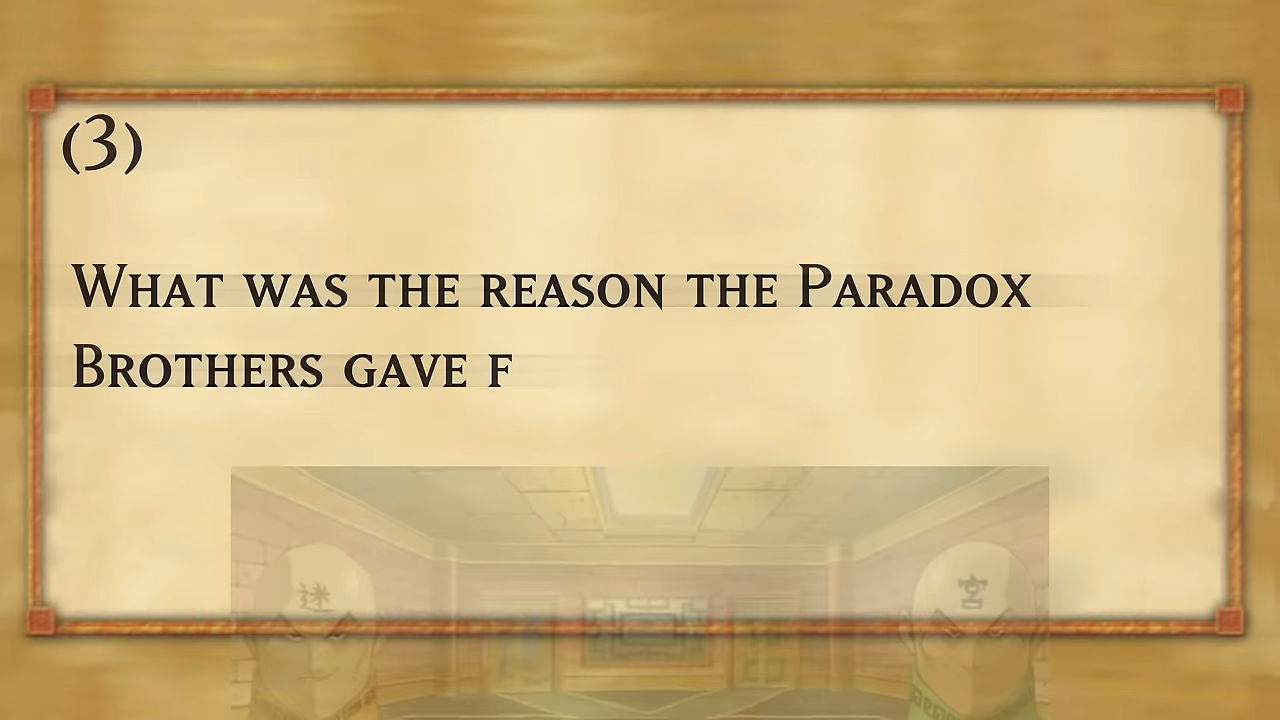 (3)
What was the reason the Paradox
Brothers gave f
迷
宮